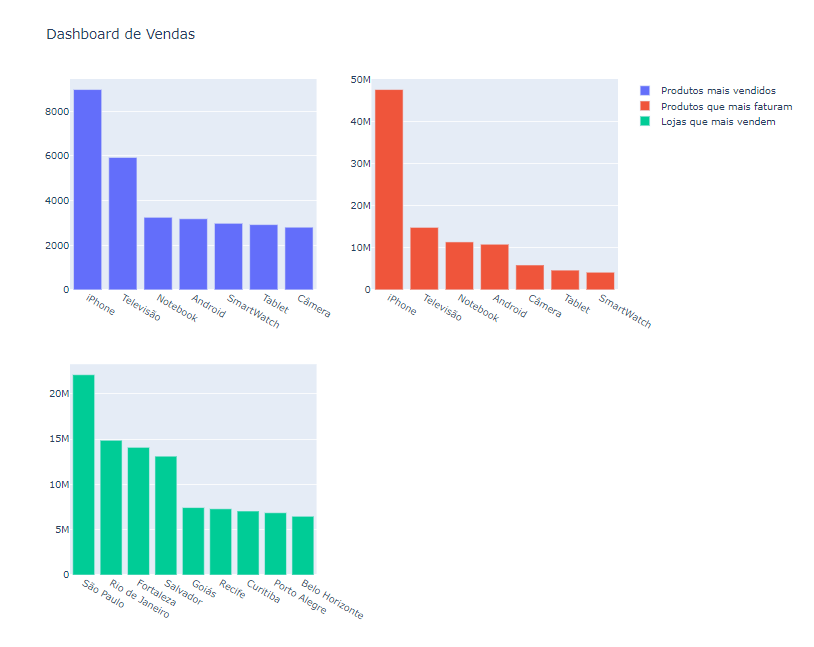 Dashboard de Vendas
8000
6000
4000
2000
0
iPhone
Televisão
Notebook
Android
SmartWatch
Tablet
Câmera
50M
40M
30M
20M
10M
0
iPhone
Televisão
Notebook
Android
Câmera
Tablet
SmartWatch
Produtos mais vendidos
Produtos que mais faturam
Lojas que mais vendem
20M
15M
10M
5M
0
São Paulo
Rio de Janeiro
Fortaleza
Salvador
Goiás
Recife
Curitiba
Porto Alegre
Belo Horizonte